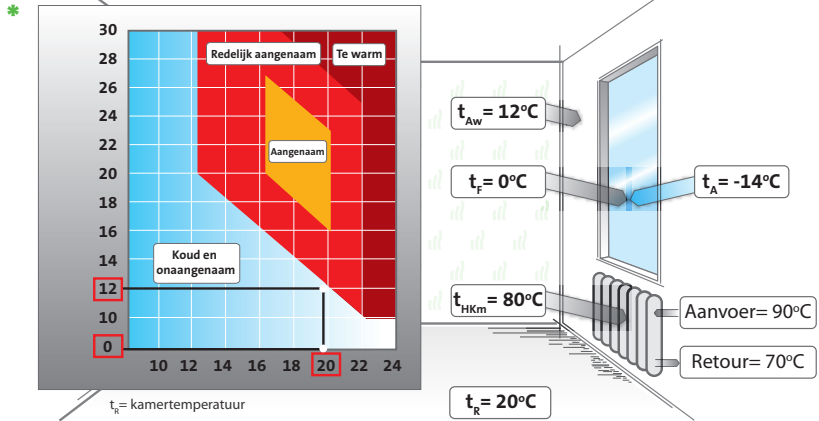 *
30
28
26
24
22
20
18
16
14
12
10
0
Redelijk aangenaam
Te warm
Aangenaam
Koud en
onaangenaam
10 12 14 16 18 20 22 24
t_R= kamertemperatuur
t_Aw= 12°C
t_F= 0°C
t_A= -14°C
t_HKm= 80°C
Aanvoer= 90°C
Retour= 70°C
t_R= 20°C